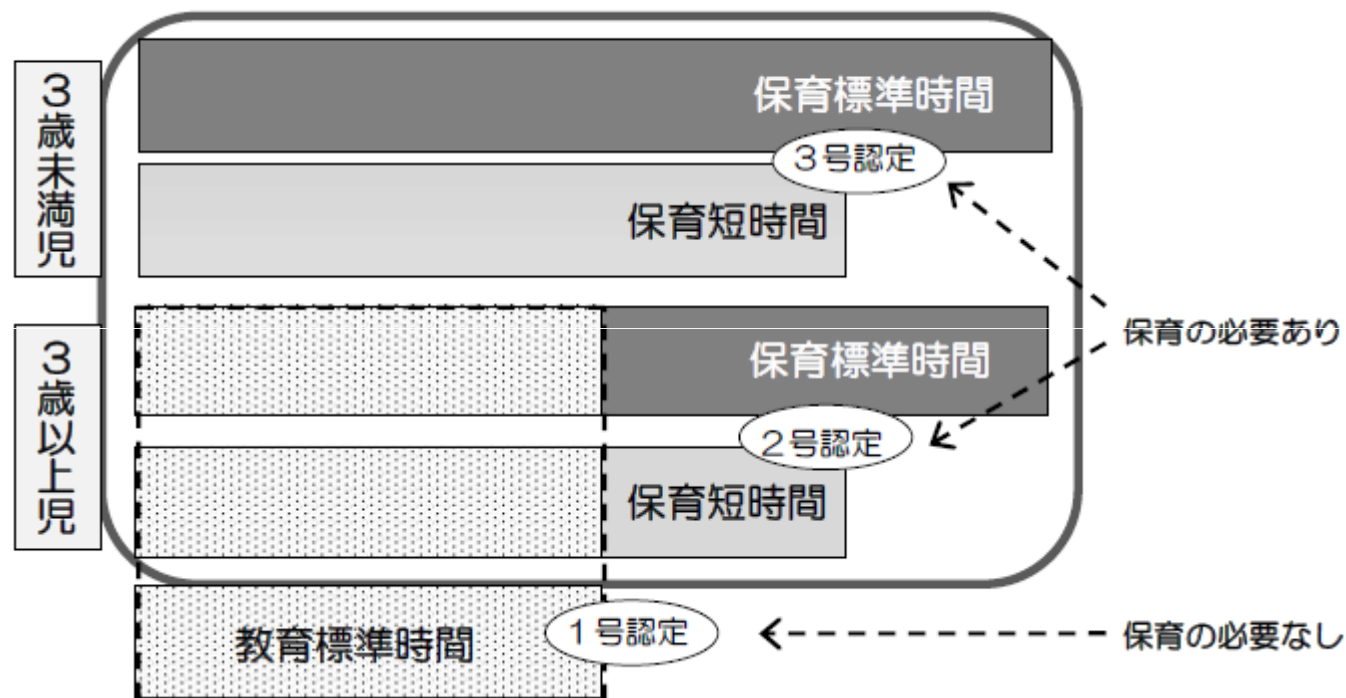 ３歳未満児
保育標準時間
３号認定
保育短時間
保育の必要あり
３歳以上児
保育標準時間
２号認定
保育短時間
教育標準時間
１号認定
保育の必要なし